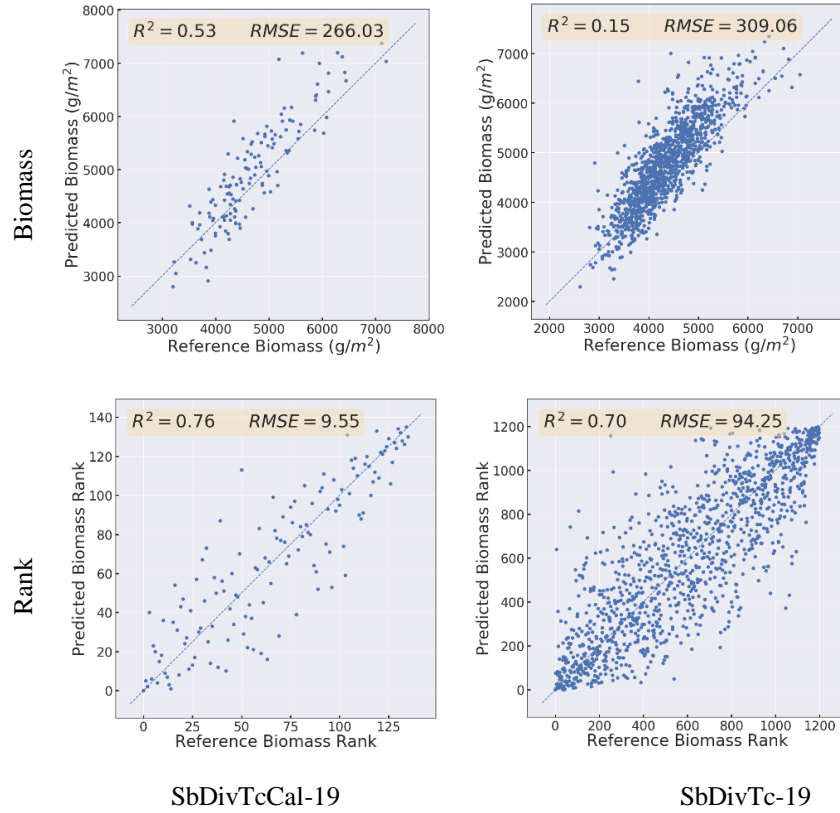 R² = 0.53 RMSE = 266.03
8000
7000
6000
5000
4000
3000
Predicted Biomass (g/m²)
3000 4000 5000 6000 7000 8000
Reference Biomass (g/m²)
R² = 0.15 RMSE = 309.06
7000
6000
5000
4000
3000
2000
Predicted Biomass (g/m²)
2000 3000 4000 5000 6000 7000
Reference Biomass (g/m²)
Biomass
R² = 0.76 RMSE = 9.55
140
120
100
80
60
40
20
0
Predicted Biomass Rank
0 25 50 75 100 125
Reference Biomass Rank
R² = 0.70 RMSE = 94.25
1200
1000
800
600
400
200
0
Predicted Biomass Rank
0 200 400 600 800 1000 1200
Reference Biomass Rank
Rank
SbDivTcCal-19 SbDivTc-19